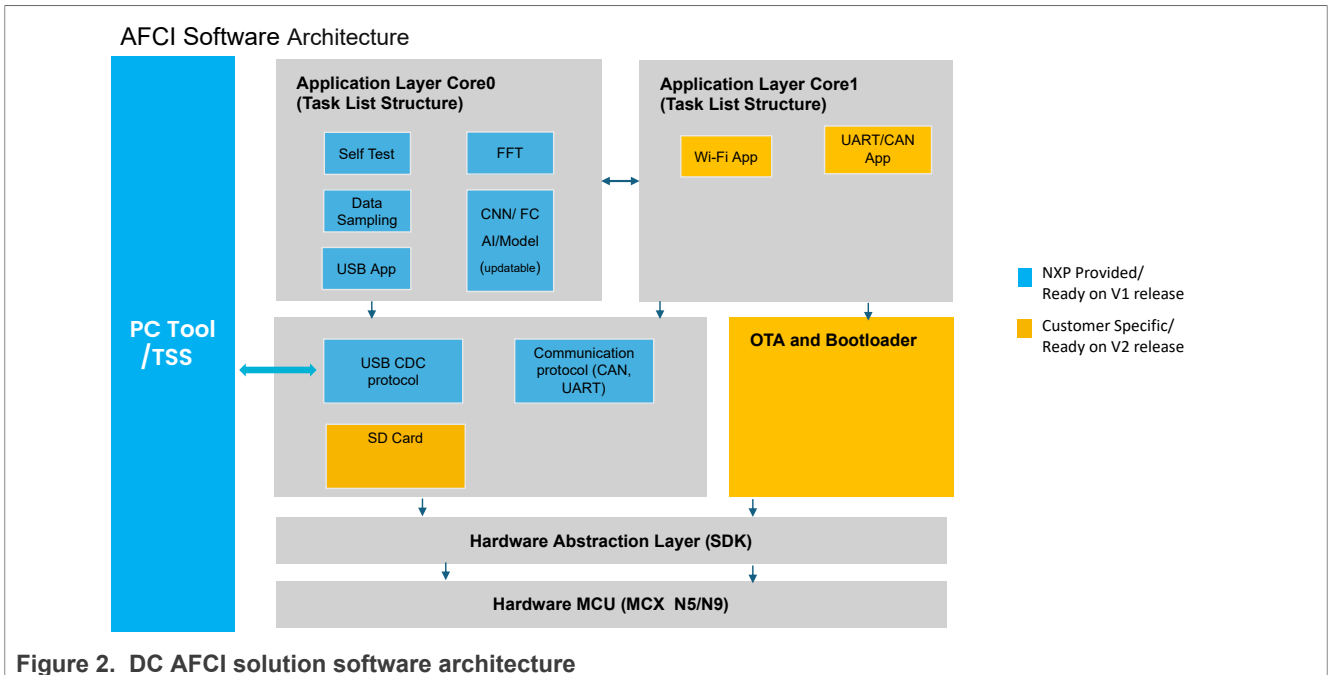 AFCI Software Architecture
PC Tool
/TSS
Application Layer Core0
(Task List Structure)
Self Test
FFT
Data
Sampling
CNN/ FC
AI/Model
(updatable)
USB App
Application Layer Core1
(Task List Structure)
Wi-Fi App
UART/CAN
App
USB CDC
protocol
Communication
protocol (CAN,
UART)
SD Card
OTA and Bootloader
Hardware Abstraction Layer (SDK)
Hardware MCU (MCX N5/N9)
NXP Provided/
Ready on V1 release
Customer Specific/
Ready on V2 release
Figure 2. DC AFCI solution software architecture